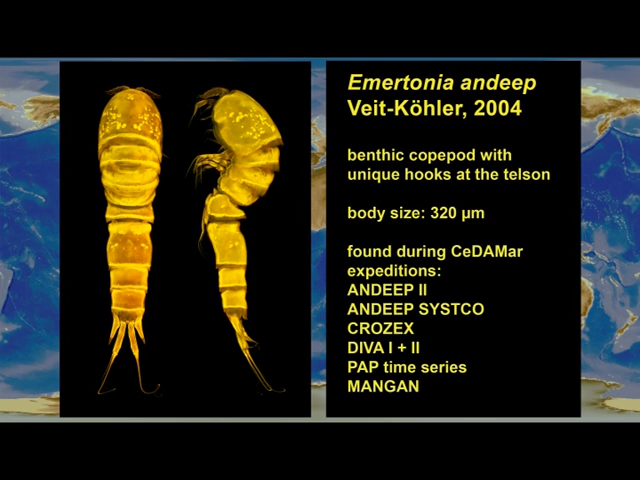 Emertonia andeep
Veit-Köhler, 2004
benthic copepod with
unique hooks at the telson
body size: 320 µm
found during CeDAMar
expeditions:
ANDEEP II
ANDEEP SYSTCO
CROZEX
DIVA I + II
PAP time series
MANGAN